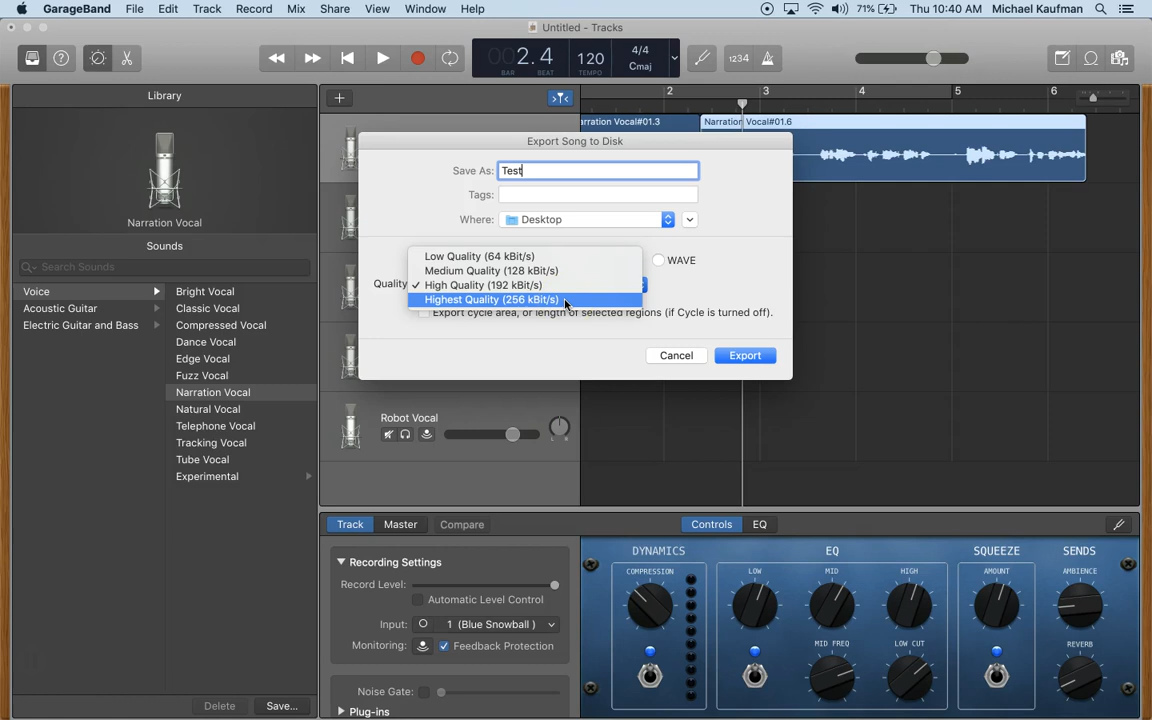 GarageBand File Edit Track Record Mix Share View Window Help 71% Thu 10:40 AM Michael Kaufman
Untitled - Tracks
002.4 120 4/4
Cmaj
BAR BEAT TEMPO
1234
Library
Narration Vocal
Sounds
Search Sounds
Voice
Acoustic Guitar
Electric Guitar and Bass
Bright Vocal
Classic Vocal
Compressed Vocal
Dance Vocal
Edge Vocal
Fuzz Vocal
Narration Vocal
Natural Vocal
Telephone Vocal
Tracking Vocal
Tube Vocal
Experimental
Delete Save...
2 3 4 5 6
arration Vocal#01.3 Narration Vocal#01.6
Export Song to Disk
Save As: Test
Tags:
Where: Desktop
WAVE
Quality
Low Quality (64 kBit/s)
Medium Quality (128 kBit/s)
✓ High Quality (192 kBit/s)
Highest Quality (256 kBit/s)
Export cycle area, or length of selected regions (if Cycle is turned off).
Cancel Export
Robot Vocal
L R
Track Master Compare Controls EQ
Recording Settings
Record Level:
Automatic Level Control
Input: 1 (Blue Snowball )
Monitoring: Feedback Protection
Noise Gate:
Plug-ins
DYNAMICS EQ SQUEEZE SENDS
COMPRESSION LOW MID HIGH AMOUNT AMBIENCE
MID FREQ LOW CUT REVERB